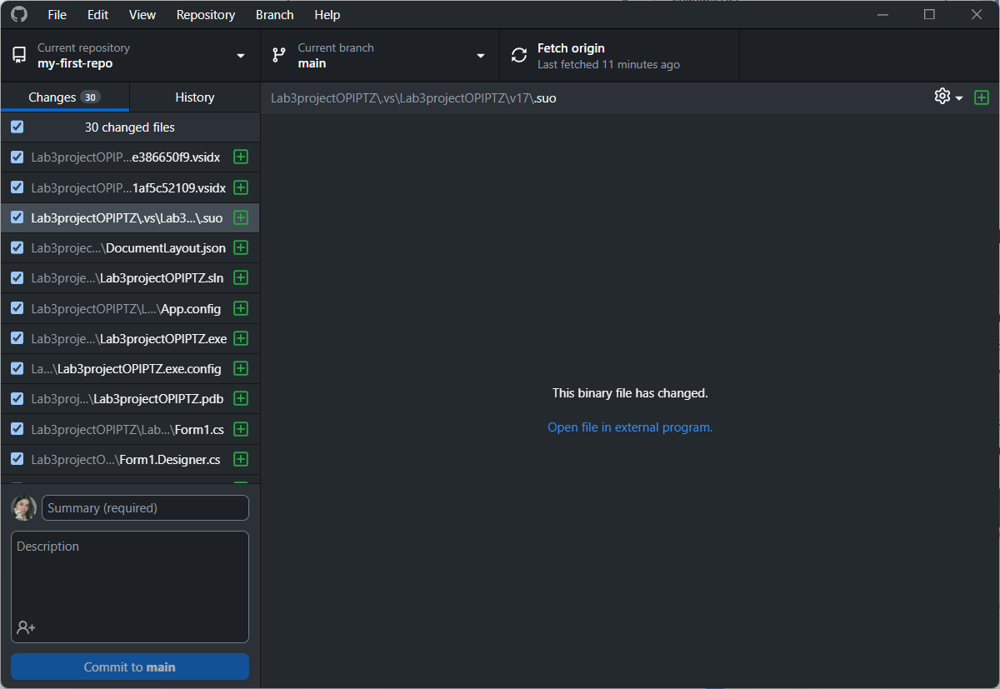 File Edit View Repository Branch Help
Current repository
my-first-repo
Current branch
main
Fetch origin
Last fetched 11 minutes ago
Changes 30
History
Lab3projectOPIPTZ\.vs\Lab3projectOPIPTZ\v17\.suo
30 changed files
Lab3projectOPIP...e386650f9.vsidx
Lab3projectOPIP...1af5c52109.vsidx
Lab3projectOPIPTZ\.vs\Lab3...\.suo
Lab3projec...\DocumentLayout.json
Lab3proje...\Lab3projectOPIPTZ.sln
Lab3projectOPIPTZ\L...\App.config
Lab3proje...\Lab3projectOPIPTZ.exe
La...\Lab3projectOPIPTZ.exe.config
Lab3proj...\Lab3projectOPIPTZ.pdb
Lab3projectOPIPTZ\Lab...\Form1.cs
Lab3projectO...\Form1.Designer.cs
Summary (required)
Description
Commit to main
This binary file has changed.
Open file in external program.